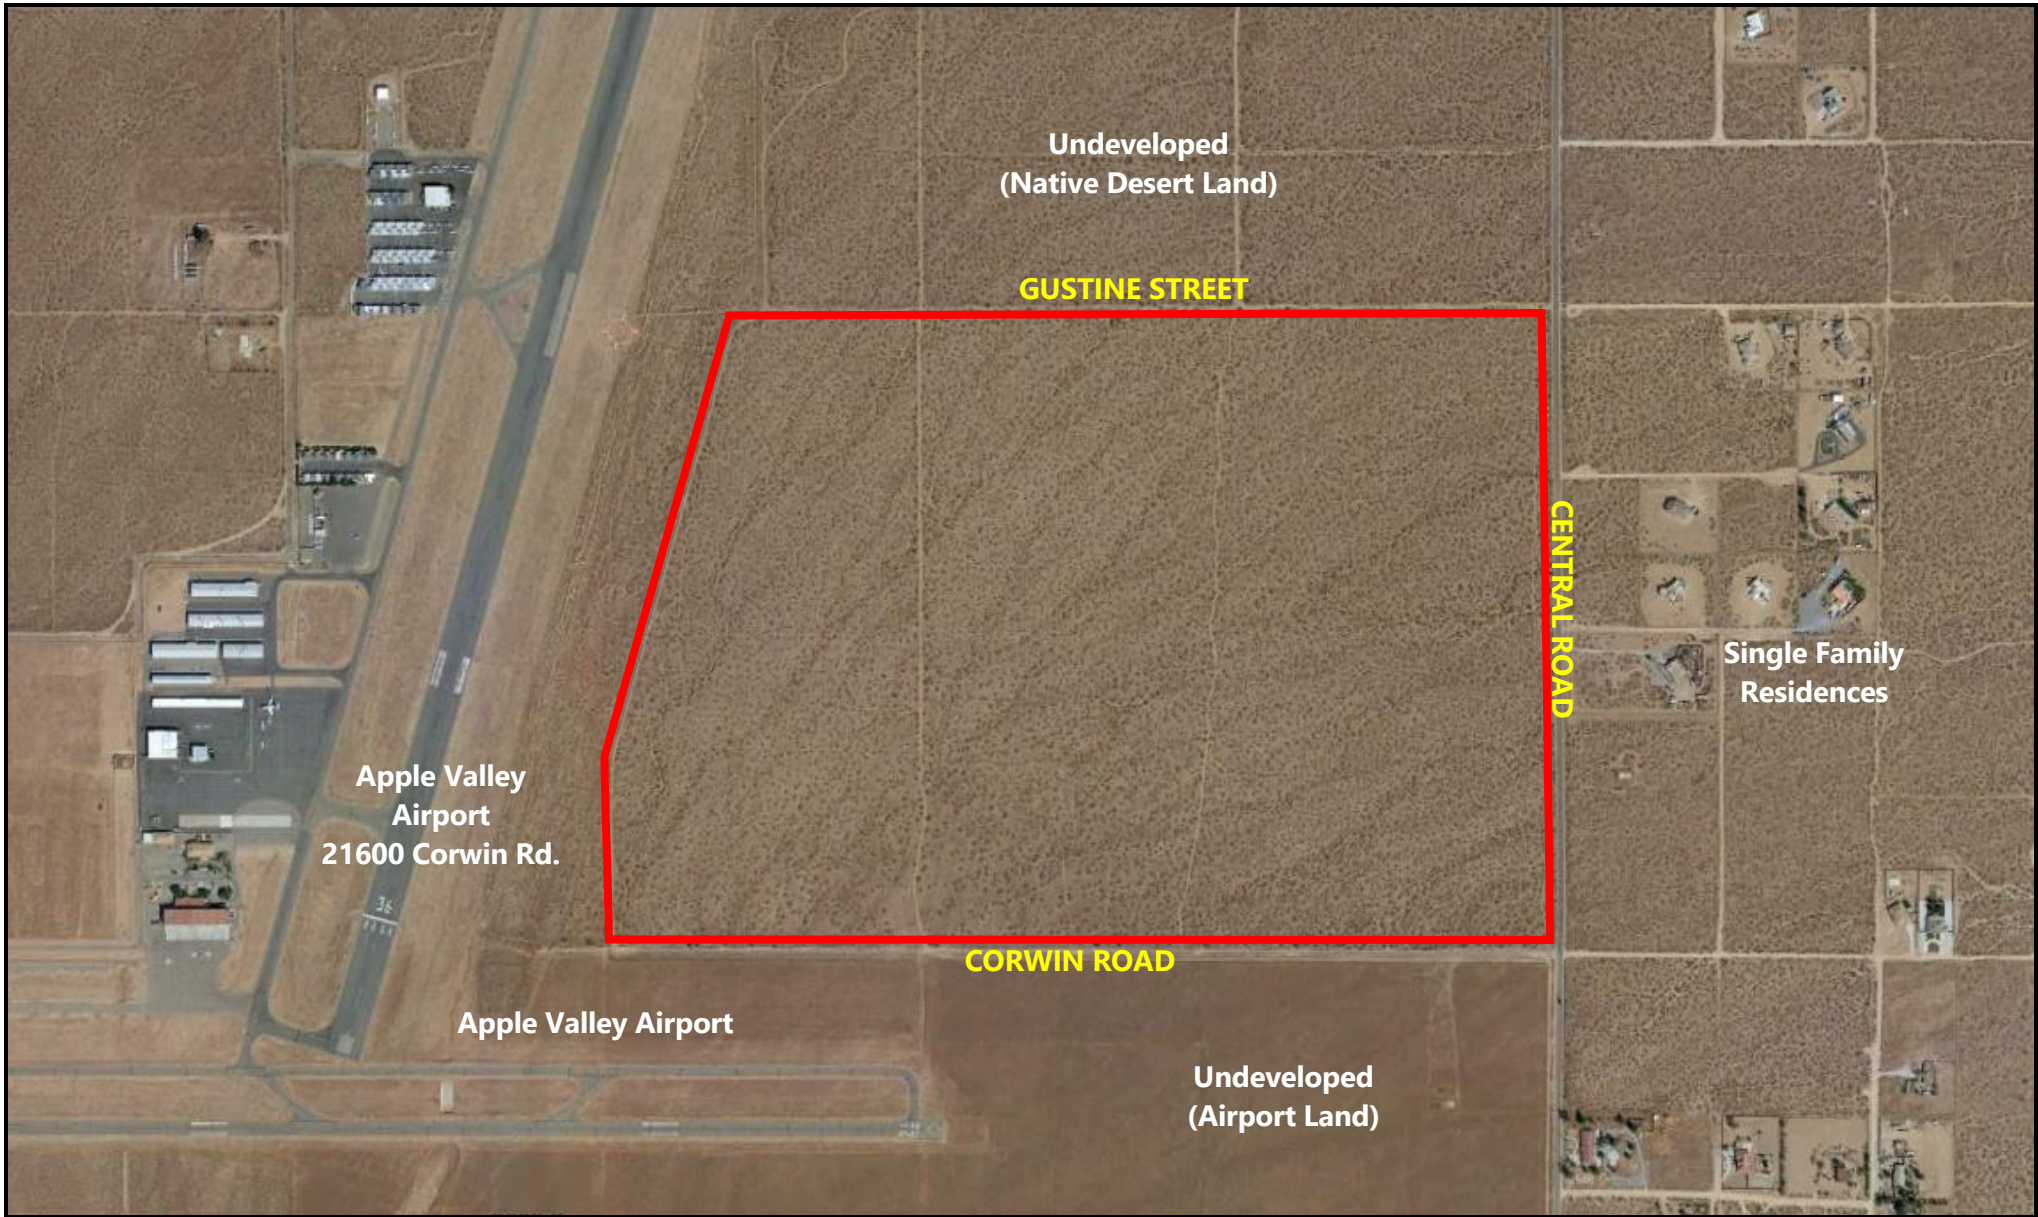 Undeveloped
(Native Desert Land)
GUSTINE STREET
CENTRAL ROAD
Single Family
Residences
Apple Valley
Airport
21600 Corwin Rd.
CORWIN ROAD
Apple Valley Airport
Undeveloped
(Airport Land)